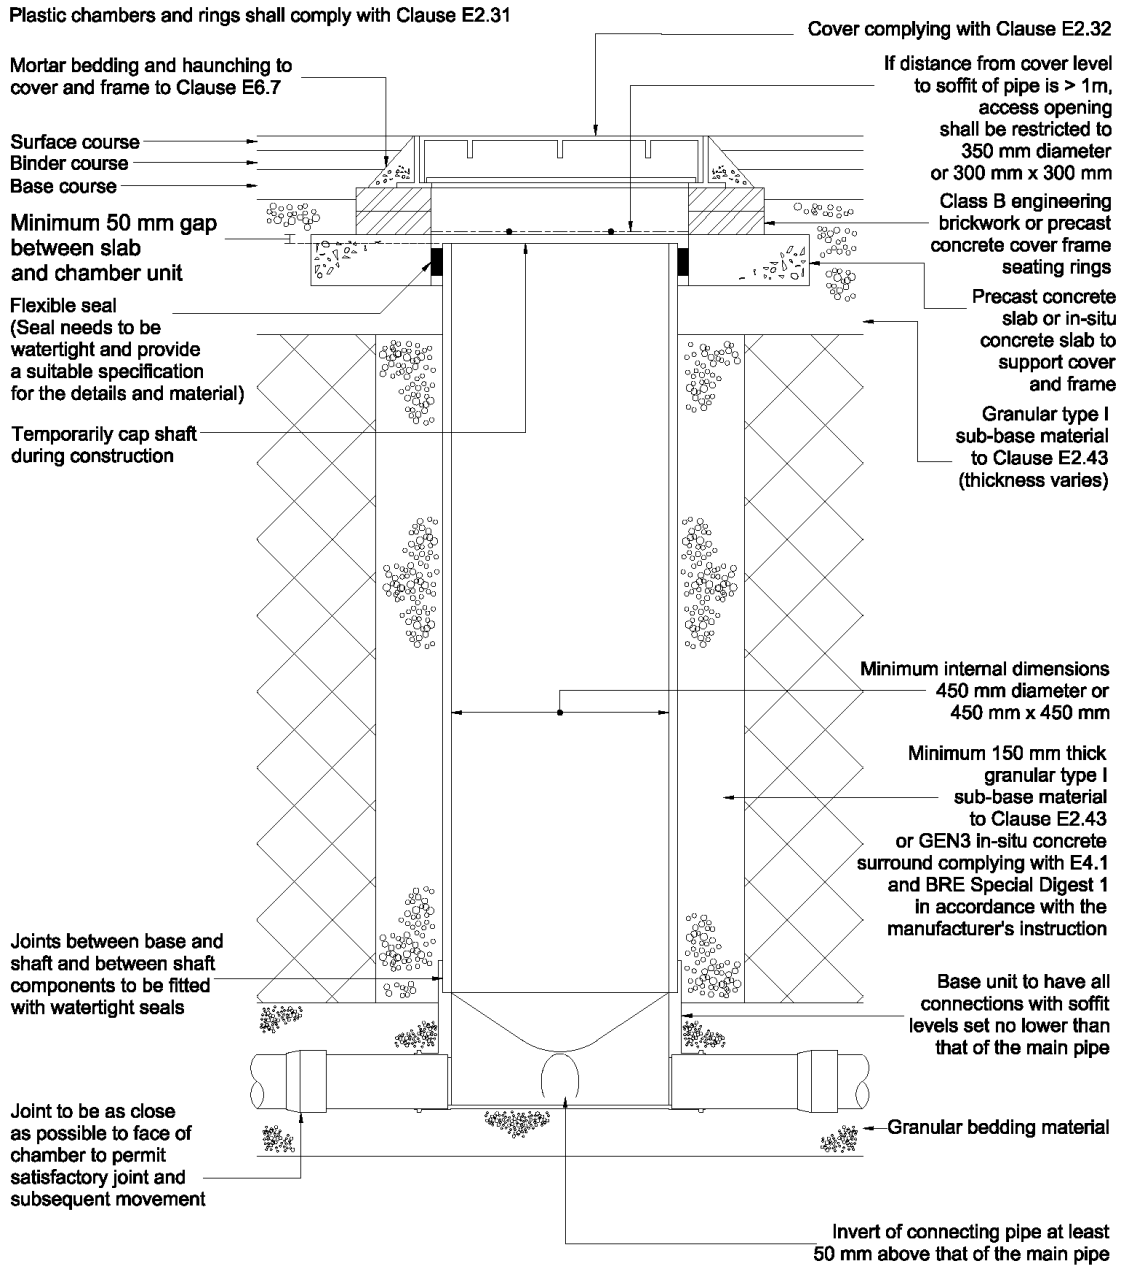 Plastic chambers and rings shall comply with Clause E2.31
Cover complying with Clause E2.32
Mortar bedding and haunching to
cover and frame to Clause E6.7
If distance from cover level
to soffit of pipe is > 1m,
access opening
shall be restricted to
350 mm diameter
or 300 mm x 300 mm
Surface course
Binder course
Base course
Class B engineering
brickwork or precast
concrete cover frame
seating rings
Minimum 50 mm gap
between slab
and chamber unit
Precast concrete
slab or in-situ
concrete slab to
support cover
and frame
Flexible seal
(Seal needs to be
watertight and provide
a suitable specification
for the details and material)
Granular type I
sub-base material
to Clause E2.43
(thickness varies)
Temporarily cap shaft
during construction
Minimum internal dimensions
450 mm diameter or
450 mm x 450 mm
Minimum 150 mm thick
granular type I
sub-base material
to Clause E2.43
or GEN3 in-situ concrete
surround complying with E4.1
and BRE Special Digest 1
in accordance with the
manufacturer's instruction
Joints between base and
shaft and between shaft
components to be fitted
with watertight seals
Base unit to have all
connections with soffit
levels set no lower than
that of the main pipe
Joint to be as close
as possible to face of
chamber to permit
satisfactory joint and
subsequent movement
Granular bedding material
Invert of connecting pipe at least
50 mm above that of the main pipe